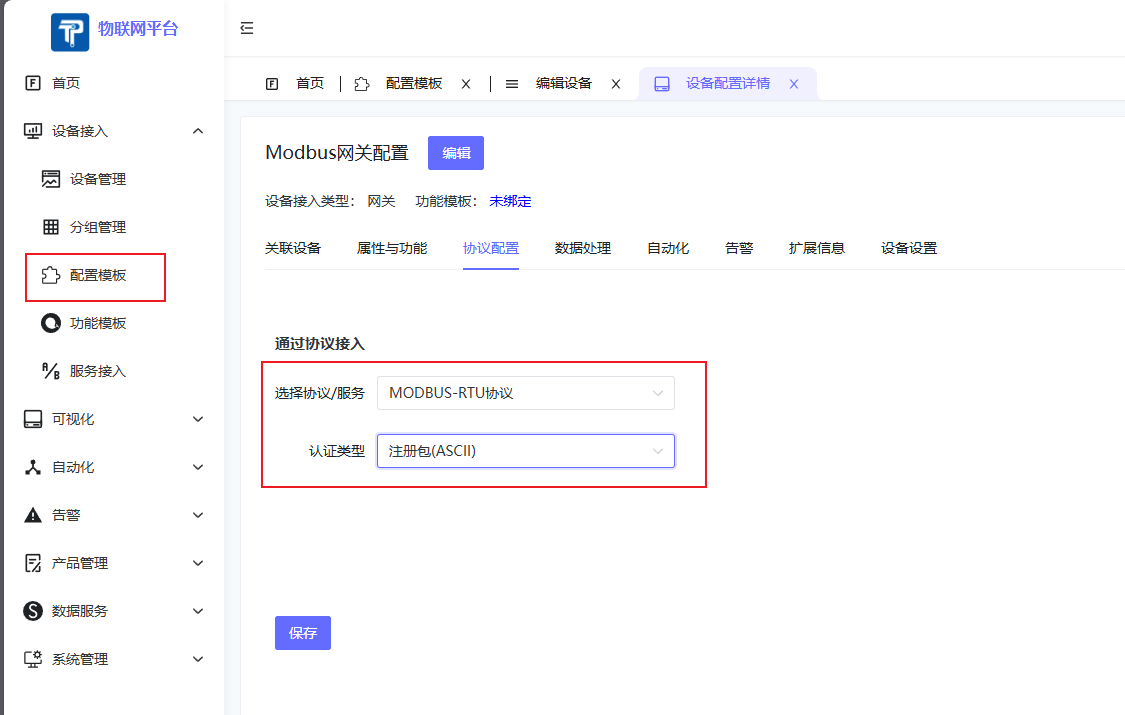 物联网平台
首页
设备接入
设备管理
分组管理
配置模板
功能模板
服务接入
可视化
自动化
告警
产品管理
数据服务
系统管理
首页 配置模板 编辑设备 设备配置详情
Modbus网关配置 编辑
设备接入类型: 网关 功能模板: 未绑定
关联设备 属性与功能 协议配置 数据处理 自动化 告警 扩展信息 设备设置
通过协议接入
选择协议/服务 MODBUS-RTU协议
认证类型 注册包(ASCII)
保存